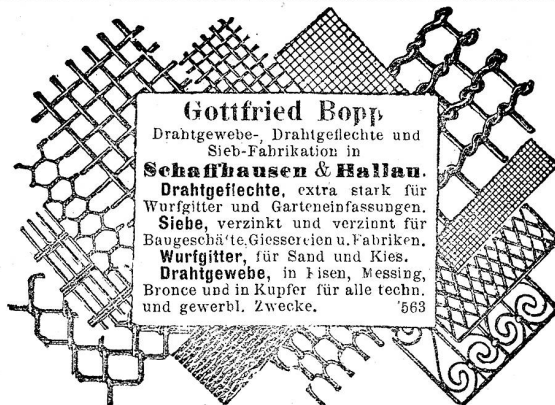 Gottfried Bopp
Drahtgewebe-, Drahtgeflechte und
Sieb-Fabrikation in
Schaffhausen & Hallau.
Drahtgeflechte, extra stark für
Wurfgitter und Garteneinfassungen.
Siebe, verzinkt und verzinnt für
Baugeschäfte, Giessereien u. Fabriken.
Wurfgitter, für Sand und Kies.
Drahtgewebe, in Eisen, Messing,
Bronce und in Kupfer für alle techn.
und gewerbl. Zwecke. 563